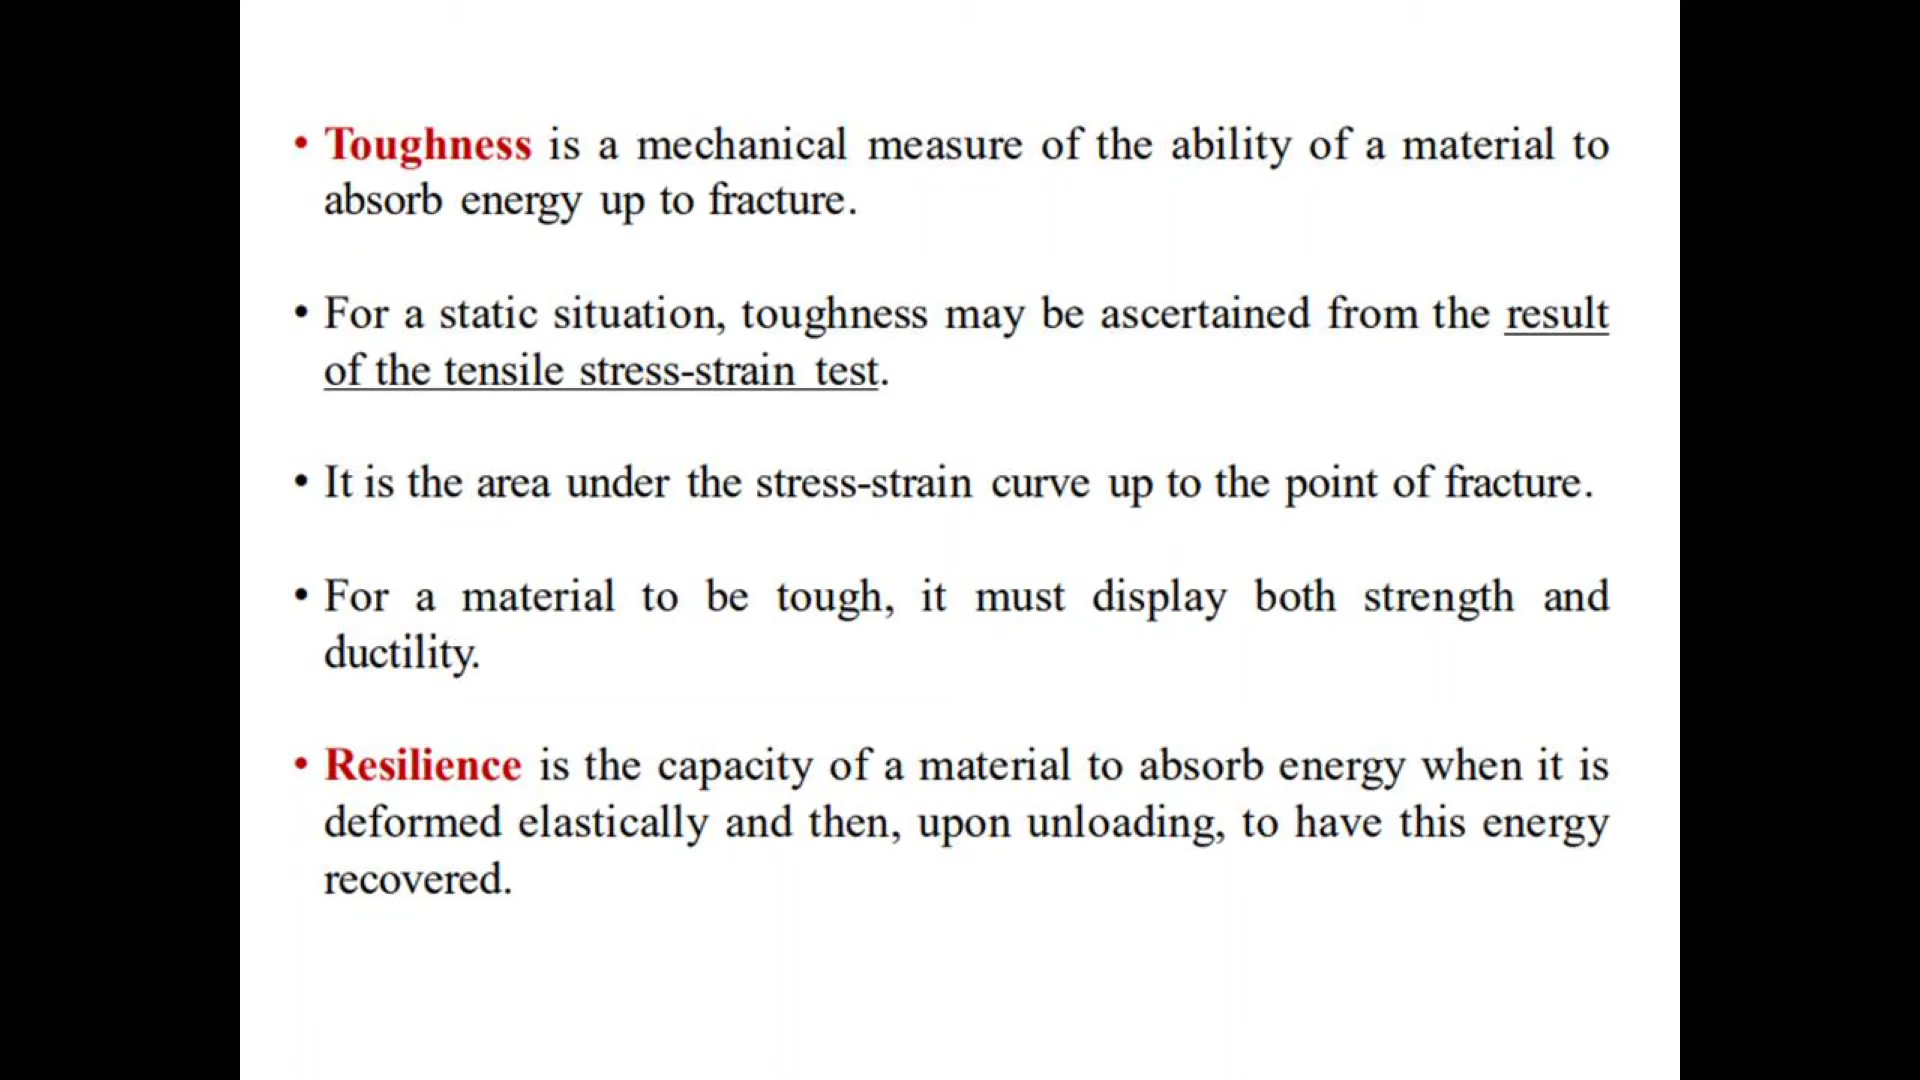 • Toughness is a mechanical measure of the ability of a material to
absorb energy up to fracture.
• For a static situation, toughness may be ascertained from the result
of the tensile stress-strain test.
• It is the area under the stress-strain curve up to the point of fracture.
• For a material to be tough, it must display both strength and
ductility.
• Resilience is the capacity of a material to absorb energy when it is
deformed elastically and then, upon unloading, to have this energy
recovered.